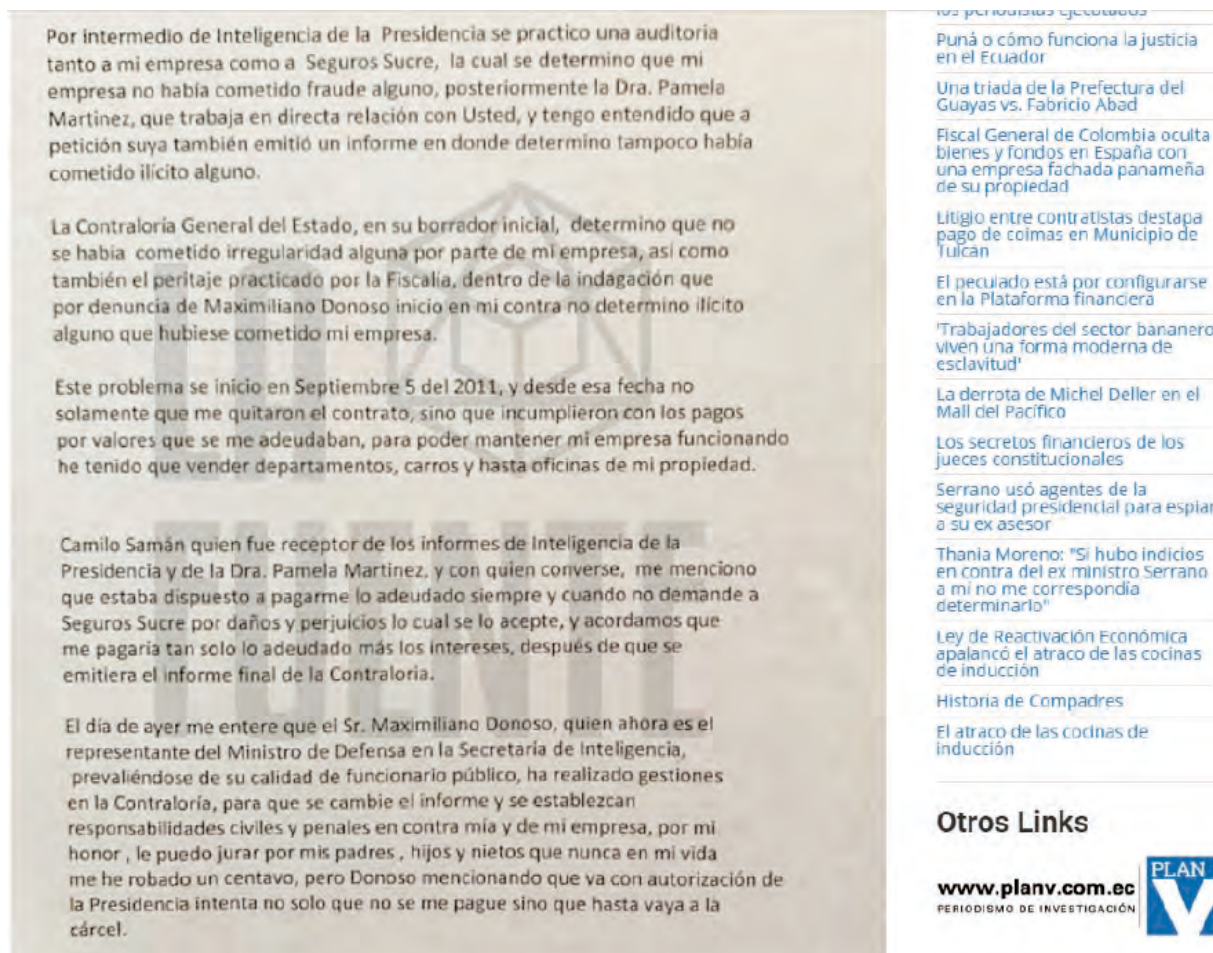 Por intermedio de Inteligencia de la Presidencia se practico una auditoria
tanto a mi empresa como a Seguros Sucre, la cual se determino que mi
empresa no había cometido fraude alguno, posteriormente la Dra. Pamela
Martinez, que trabaja en directa relación con Usted, y tengo entendido que a
petición suya también emitió un informe en donde determino tampoco había
cometido ilícito alguno.
La Contraloría General del Estado, en su borrador inicial, determino que no
se había cometido irregularidad alguna por parte de mi empresa, así como
también el peritaje practicado por la Fiscalía, dentro de la indagación que
por denuncia de Maximiliano Donoso inicio en mi contra no determino ilícito
alguno que hubiese cometido mi empresa.
Este problema se inicio en Septiembre 5 del 2011, y desde esa fecha no
solamente que me quitaron el contrato, sino que incumplieron con los pagos
por valores que se me adeudaban, para poder mantener mi empresa funcionando
he tenido que vender departamentos, carros y hasta oficinas de mi propiedad.
Camilo Samán quien fue receptor de los informes de Inteligencia de la
Presidencia y de la Dra. Pamela Martinez, y con quien converse, me menciono
que estaba dispuesto a pagarme lo adeudado siempre y cuando no demande a
Seguros Sucre por daños y perjuicios lo cual se lo acepte, y acordamos que
me pagaría tan solo lo adeudado más los intereses, después de que se
emitiera el informe final de la Contraloría.
El día de ayer me entere que el Sr. Maximiliano Donoso, quien ahora es el
representante del Ministro de Defensa en la Secretaría de Inteligencia,
prevaliéndose de su calidad de funcionario público, ha realizado gestiones
en la Contraloría, para que se cambie el informe y se establezcan
responsabilidades civiles y penales en contra mía y de mi empresa, por mi
honor , le puedo jurar por mis padres , hijos y nietos que nunca en mi vida
me he robado un centavo, pero Donoso mencionando que va con autorización de
la Presidencia intenta no solo que no se me pague sino que hasta vaya a la
cárcel.
LA
FUENTE
los periodistas ejecutados
Puná o cómo funciona la justicia
en el Ecuador
Una triada de la Prefectura del
Guayas vs. Fabricio Abad
Fiscal General de Colombia oculta
bienes y fondos en España con
una empresa fachada panameña
de su propiedad
Litigio entre contratistas destapa
pago de coimas en Municipio de
Tulcán
El peculado está por configurarse
en la Plataforma financiera
'Trabajadores del sector bananero
viven una forma moderna de
esclavitud'
La derrota de Michel Deller en el
Mall del Pacífico
Los secretos financieros de los
jueces constitucionales
Serrano usó agentes de la
seguridad presidencial para espiar
a su ex asesor
Thania Moreno: "Si hubo indicios
en contra del ex ministro Serrano
a mí no me correspondía
determinarlo"
Ley de Reactivación Económica
apalancó el atraco de las cocinas
de inducción
Historia de Compadres
El atraco de las cocinas de
inducción
Otros Links
www.planv.com.ec
PERIODISMO DE INVESTIGACIÓN
PLAN
V